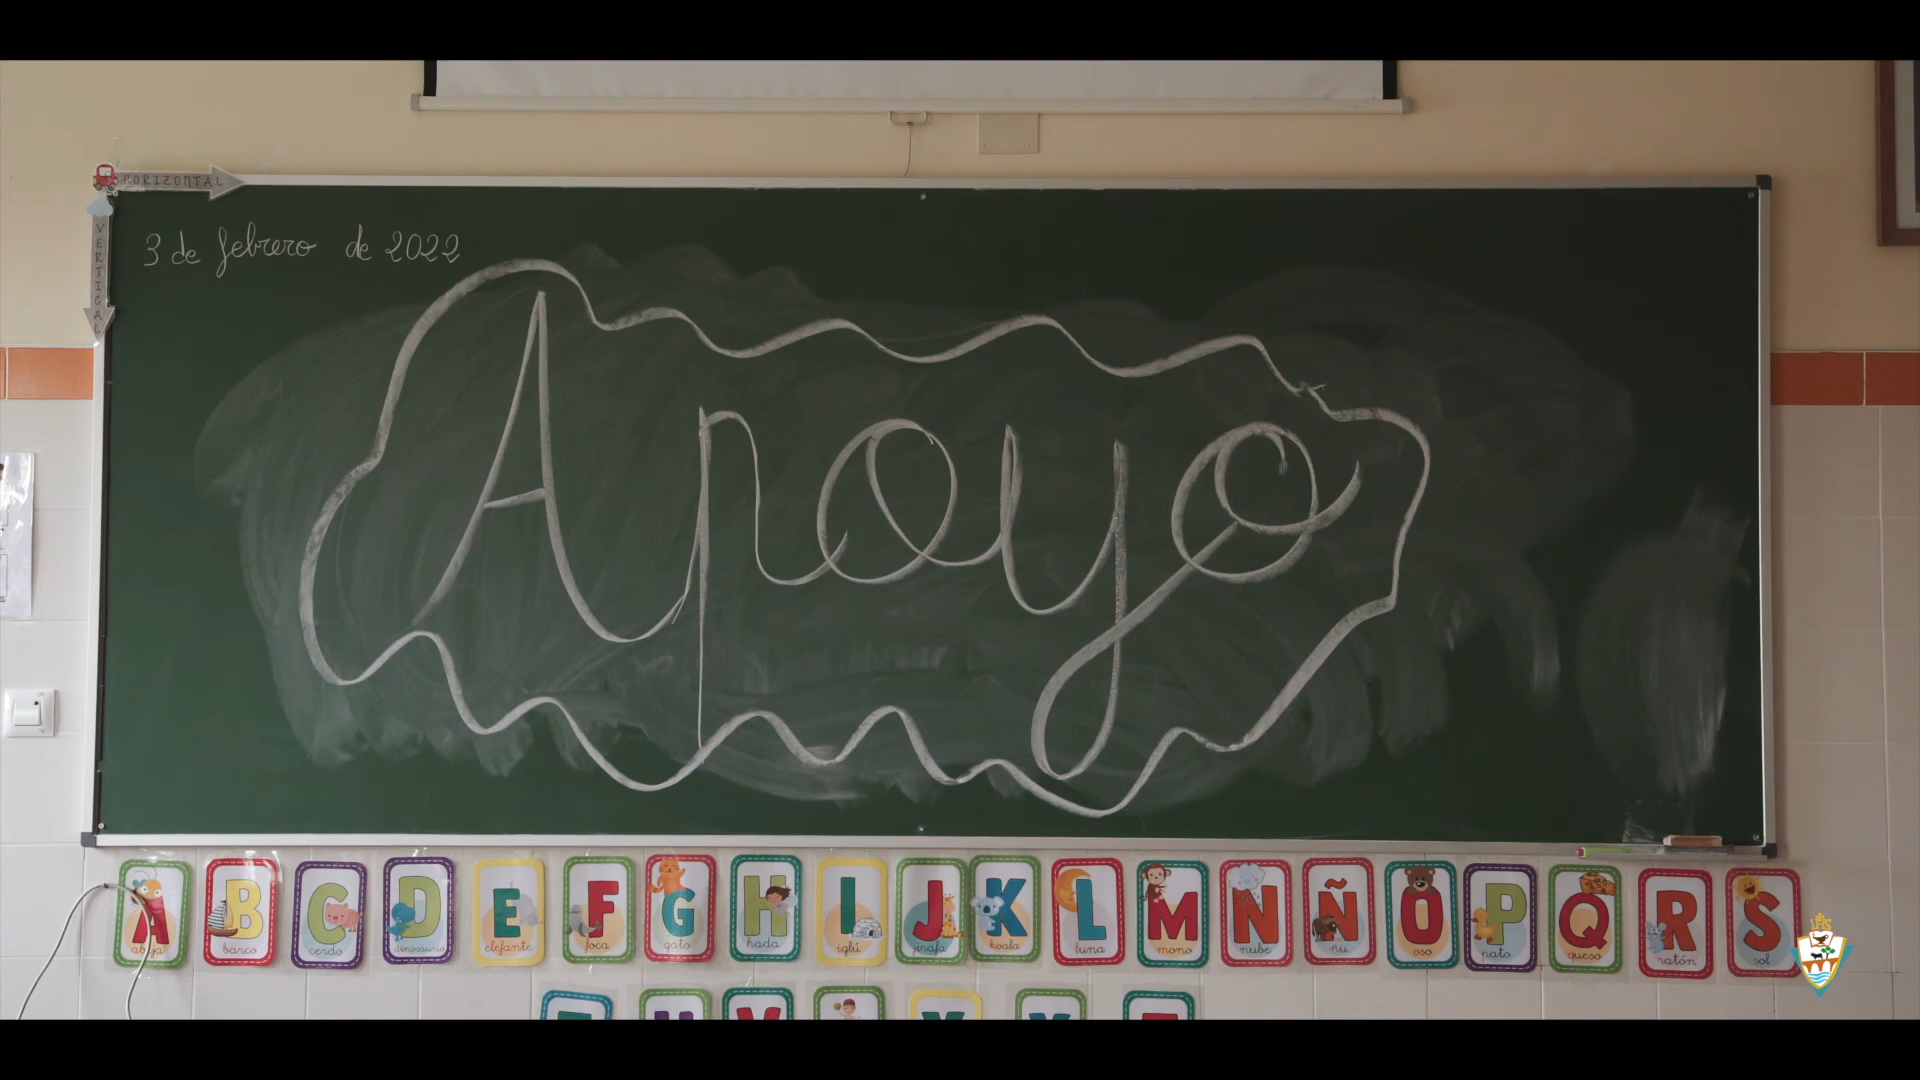 HORIZONTAL
VERTICAL
3 de febrero de 2022
Apoyo
A B C D E F G H I J K L M N Ñ O P Q R S
abeja barco cerdo dinosaurio elefante foca gato hada iglú jirafa koala luna mono nube ñu oso pato queso ratón sol